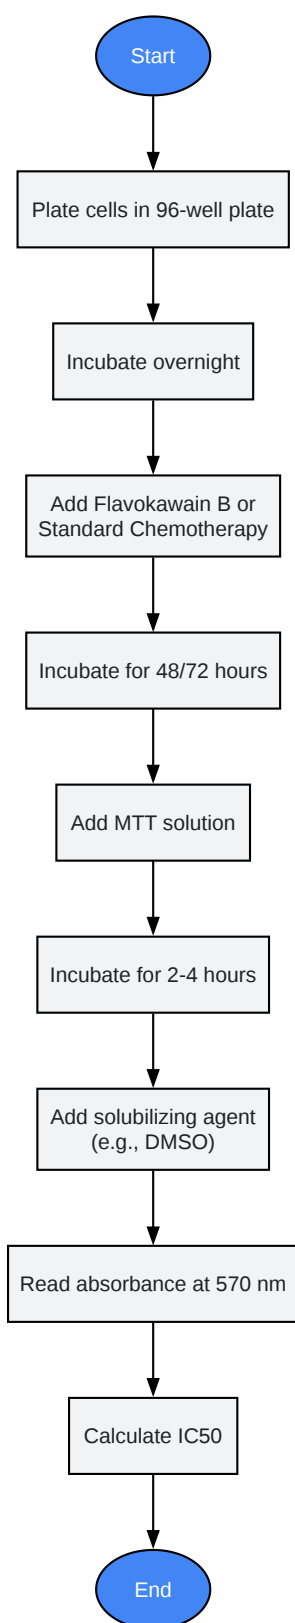 Start
Plate cells in 96-well plate
Incubate overnight
Add Flavokawain B or
Standard Chemotherapy
Incubate for 48/72 hours
Add MTT solution
Incubate for 2-4 hours
Add solubilizing agent
(e.g., DMSO)
Read absorbance at 570 nm
Calculate IC50
End